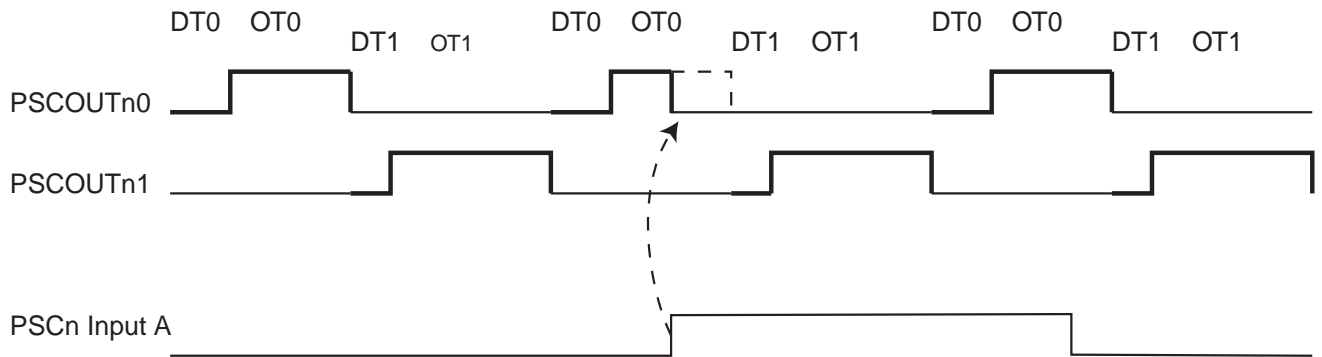 DT0 OT0 DT0 OT0 DT0 OT0
DT1 OT1 DT1 OT1 DT1 OT1
PSCOUTn0
PSCOUTn1
PSCn Input A